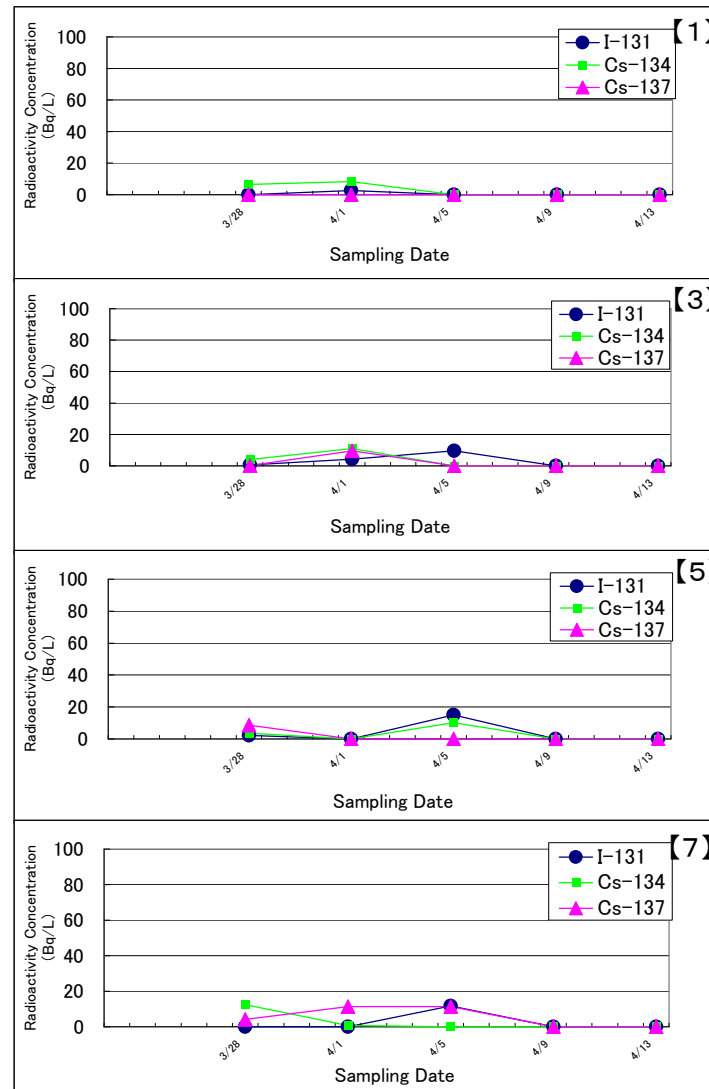 【1】
I-131
Cs-134
Cs-137
Radioactivity Concentration
(Bq/L)
100
80
60
40
20
0
3/28
4/1
4/5
4/9
4/13
Sampling Date
【3】
I-131
Cs-134
Cs-137
Radioactivity Concentration
(Bq/L)
100
80
60
40
20
0
3/28
4/1
4/5
4/9
4/13
Sampling Date
【5】
I-131
Cs-134
Cs-137
Radioactivity Concentration
(Bq/L)
100
80
60
40
20
0
3/28
4/1
4/5
4/9
4/13
Sampling Date
【7】
I-131
Cs-134
Cs-137
Radioactivity Concentration
(Bq/L)
100
80
60
40
20
0
3/28
4/1
4/5
4/9
4/13
Sampling Date